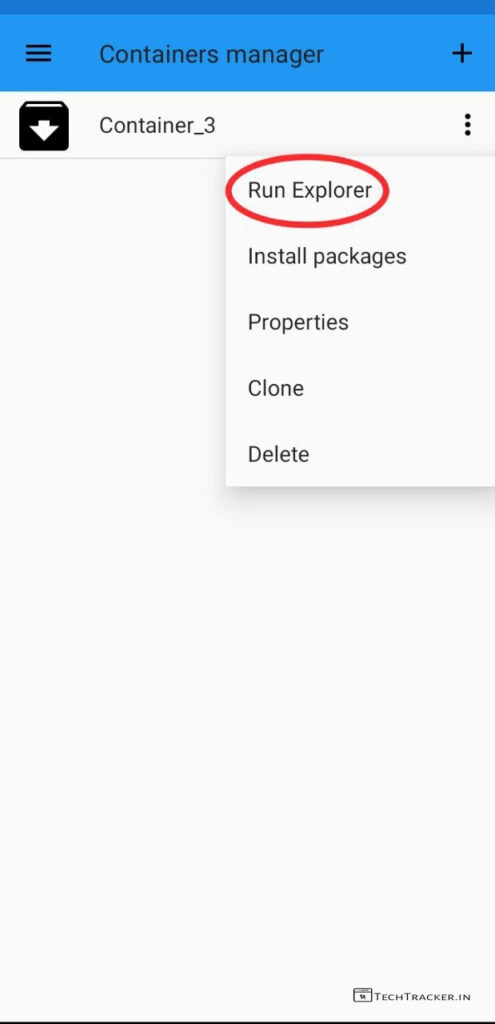 Containers manager
Container_3
Run Explorer
Install packages
Properties
Clone
Delete
TechTracker.in